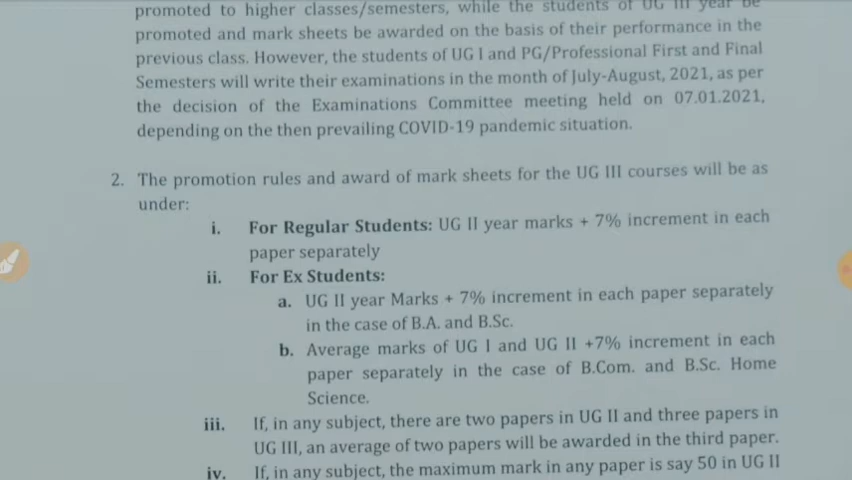 promoted to higher classes/semesters, while the students of UG III year be
promoted and mark sheets be awarded on the basis of their performance in the
previous class. However, the students of UG I and PG/Professional First and Final
Semesters will write their examinations in the month of July-August, 2021, as per
the decision of the Examinations Committee meeting held on 07.01.2021,
depending on the then prevailing COVID-19 pandemic situation.
2. The promotion rules and award of mark sheets for the UG III courses will be as
under:
i. For Regular Students: UG II year marks + 7% increment in each
paper separately
ii. For Ex Students:
a. UG II year Marks + 7% increment in each paper separately
in the case of B.A. and B.Sc.
b. Average marks of UG I and UG II +7% increment in each
paper separately in the case of B.Com. and B.Sc. Home
Science.
iii. If, in any subject, there are two papers in UG II and three papers in
UG III, an average of two papers will be awarded in the third paper.
iv. If, in any subject, the maximum mark in any paper is say 50 in UG II